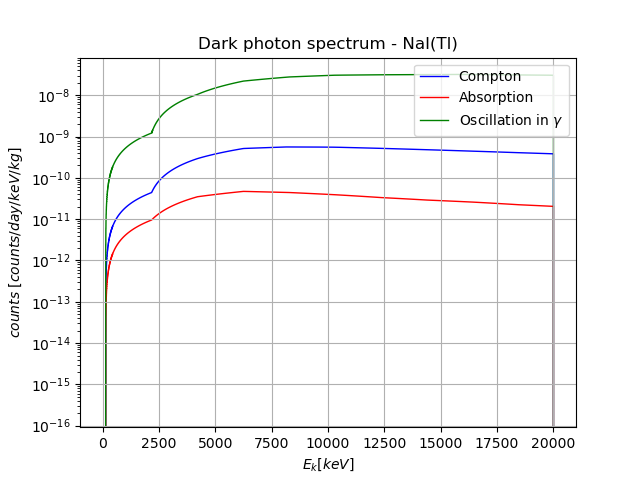 Dark photon spectrum - NaI(Tl)
Compton
Absorption
Oscillation in γ
counts [counts/day/keV/kg]
10⁻⁸
10⁻⁹
10⁻¹⁰
10⁻¹¹
10⁻¹²
10⁻¹³
10⁻¹⁴
10⁻¹⁵
10⁻¹⁶
0 2500 5000 7500 10000 12500 15000 17500 20000
E_k[keV]